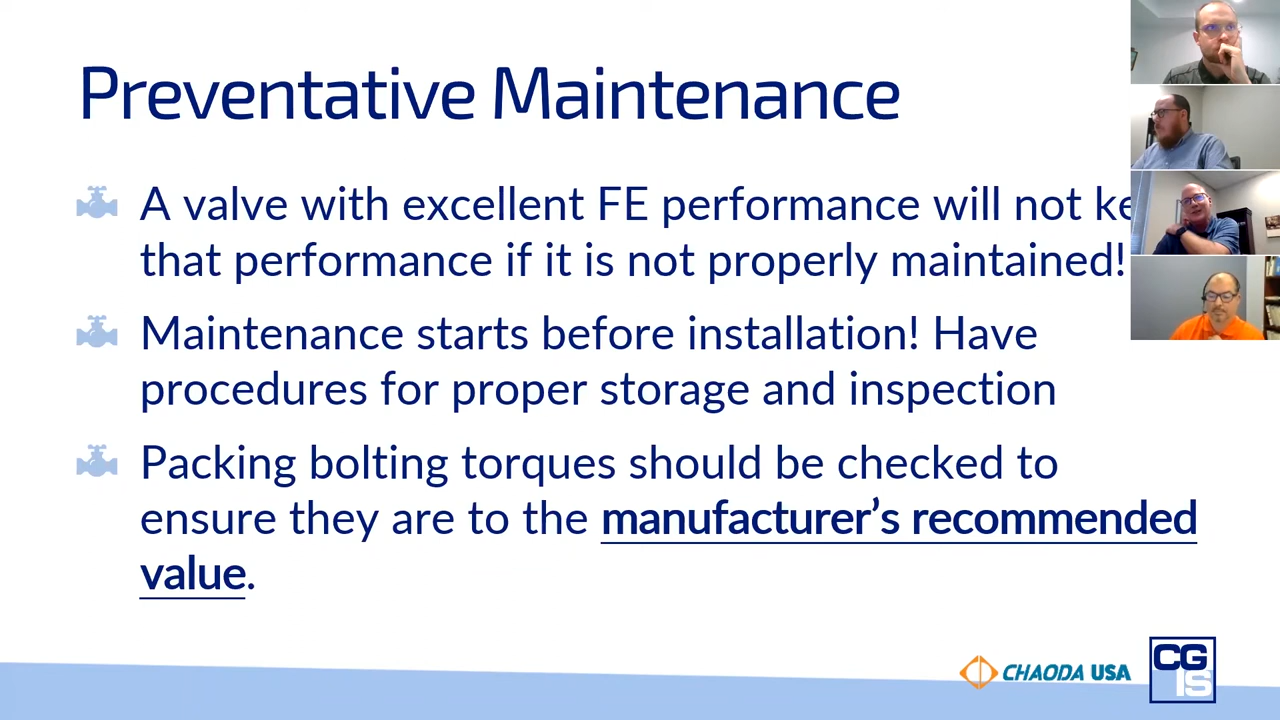 Preventative Maintenance
A valve with excellent FE performance will not
that performance if it is not properly maintained!
Maintenance starts before installation! Have
procedures for proper storage and inspection
Packing bolting torques should be checked to
ensure they are to the manufacturer's recommended
value.
CHAODA USA
CG
IS